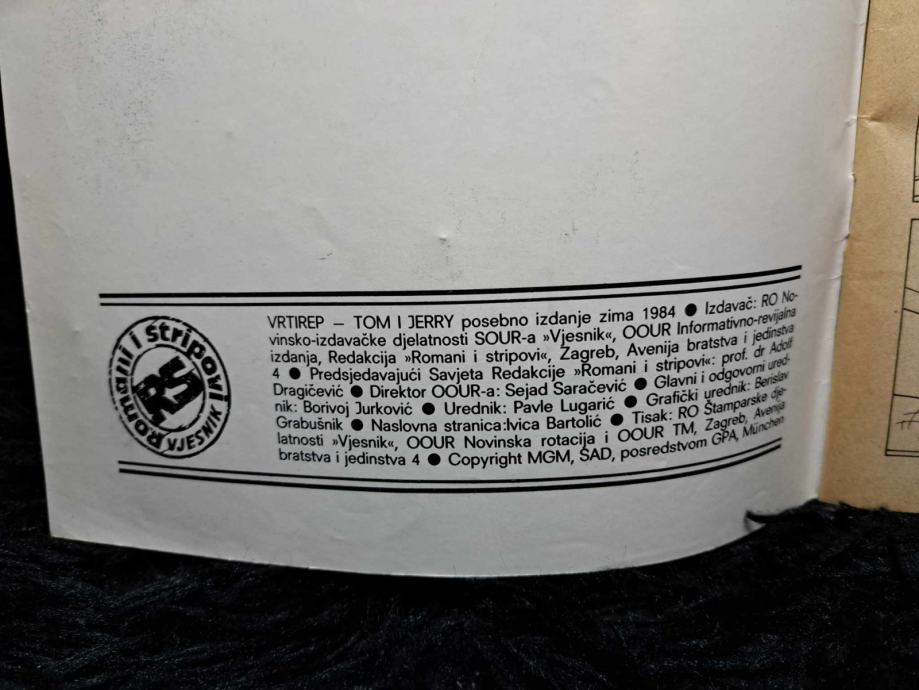 Romani i stripovi
RS
VJESNIK
VRTIREP — TOM I JERRY posebno izdanje zima 1984 ● Izdavač: RO No-
vinsko-izdavačke djelatnosti SOUR-a »Vjesnik«, OOUR Informativno-revijalna
izdanja, Redakcija »Romani i stripovi«, Zagreb, Avenija bratstva i jedinstva
4 ● Predsjedavajući Savjeta Redakcije »Romani i stripovi«: prof. dr Adolf
Dragičević ● Direktor OOUR-a: Sejad Saračević ● Glavni i odgovorni ured-
nik: Borivoj Jurković ● Urednik: Pavle Lugarić ● Grafički urednik: Berislav
Grabušnik ● Naslovna stranica:Ivica Bartolić ● Tisak: RO Štamparske dje-
latnosti »Vjesnik«, OOUR Novinska rotacija i OOUR TM, Zagreb, Avenija
bratstva i jedinstva 4 ● Copyright MGM, SAD, posredstvom GPA, München